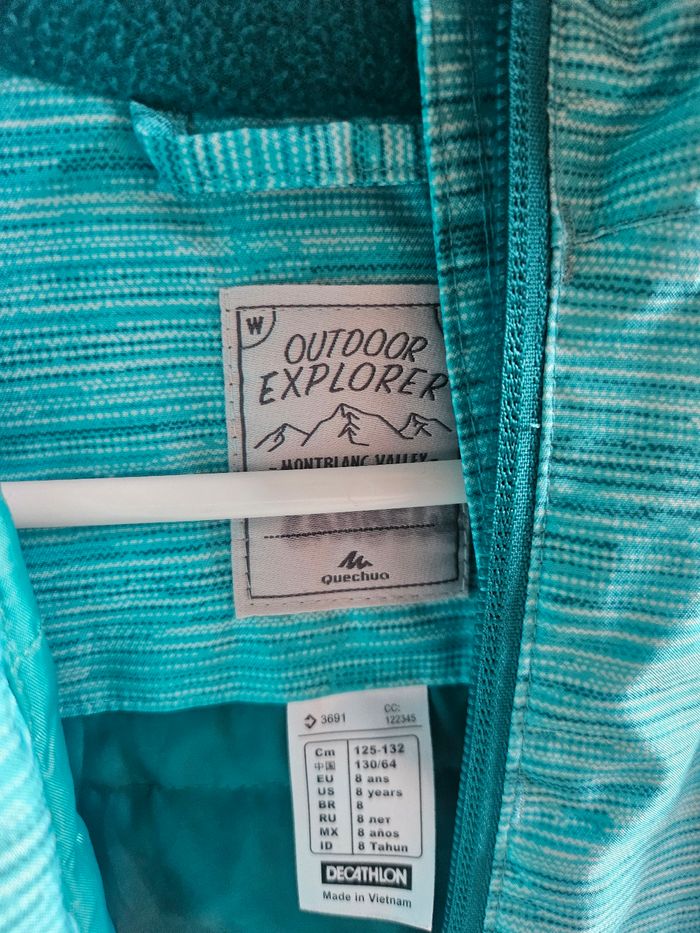 W
OUTDOOR
EXPLORER
- MONTBLANC VALLEY -
Quechua
3691
CC:
122345
Cm 125-132
中国 130/64
EU 8 ans
US 8 years
BR 8
RU 8 лет
MX 8 años
ID 8 Tahun
DECATHLON
Made in Vietnam